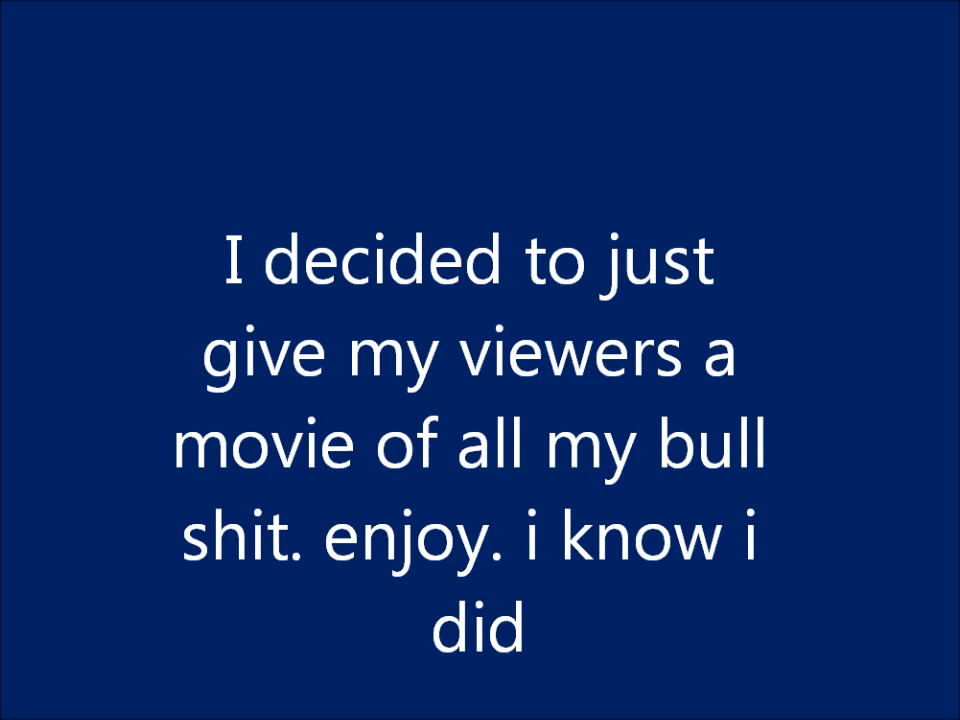 I decided to just
give my viewers a
movie of all my bull
shit. enjoy. i know i
did